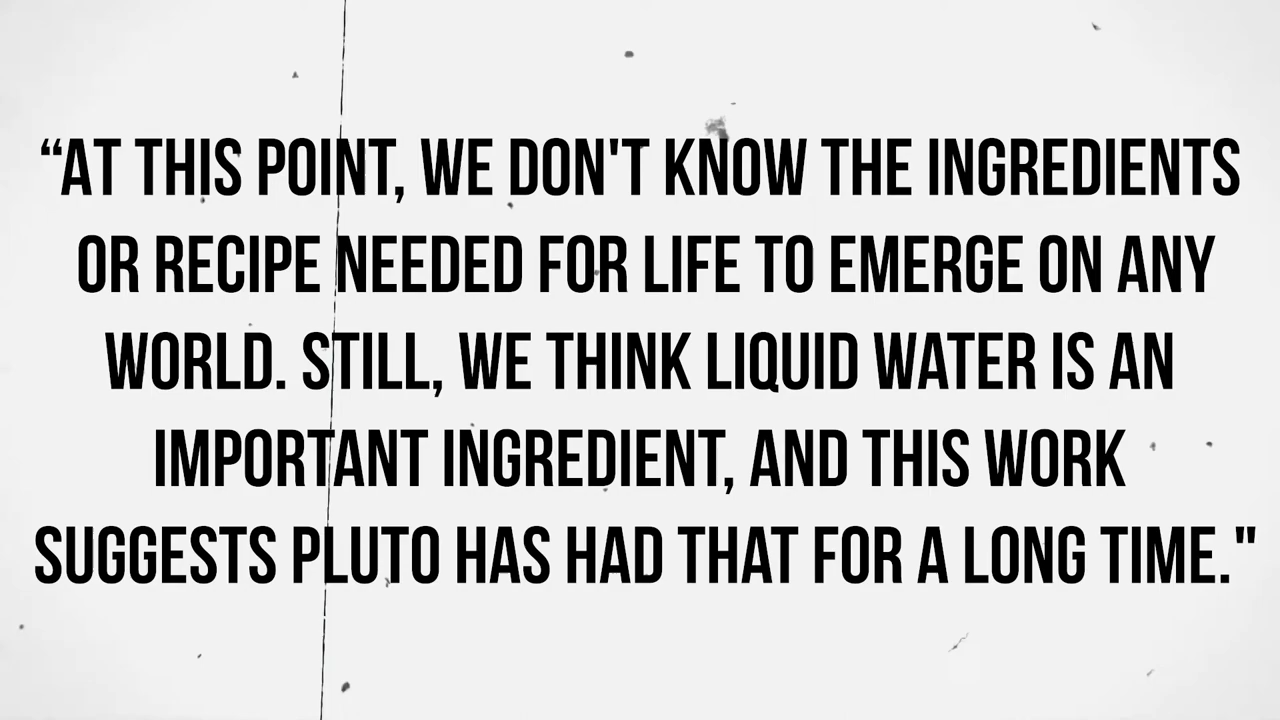 “AT THIS POINT, WE DON'T KNOW THE INGREDIENTS
OR RECIPE NEEDED FOR LIFE TO EMERGE ON ANY
WORLD. STILL, WE THINK LIQUID WATER IS AN
IMPORTANT INGREDIENT, AND THIS WORK
SUGGESTS PLUTO HAS HAD THAT FOR A LONG TIME."